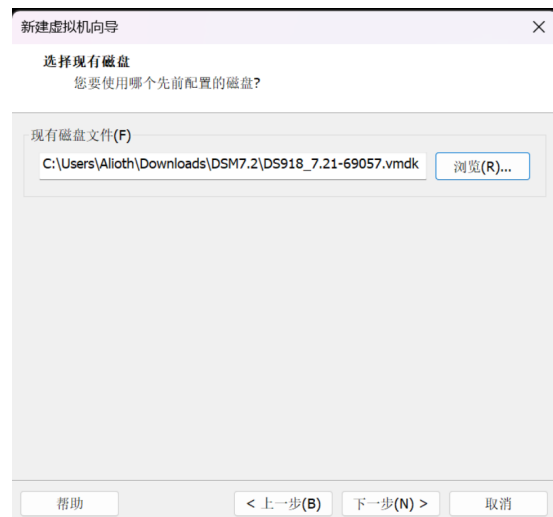 新建虚拟机向导
选择现有磁盘
您要使用哪个先前配置的磁盘?
现有磁盘文件(F)
C:\Users\Alioth\Downloads\DSM7.2\DS918_7.21-69057.vmdk 浏览(R)...
帮助 < 上一步(B) 下一步(N) > 取消